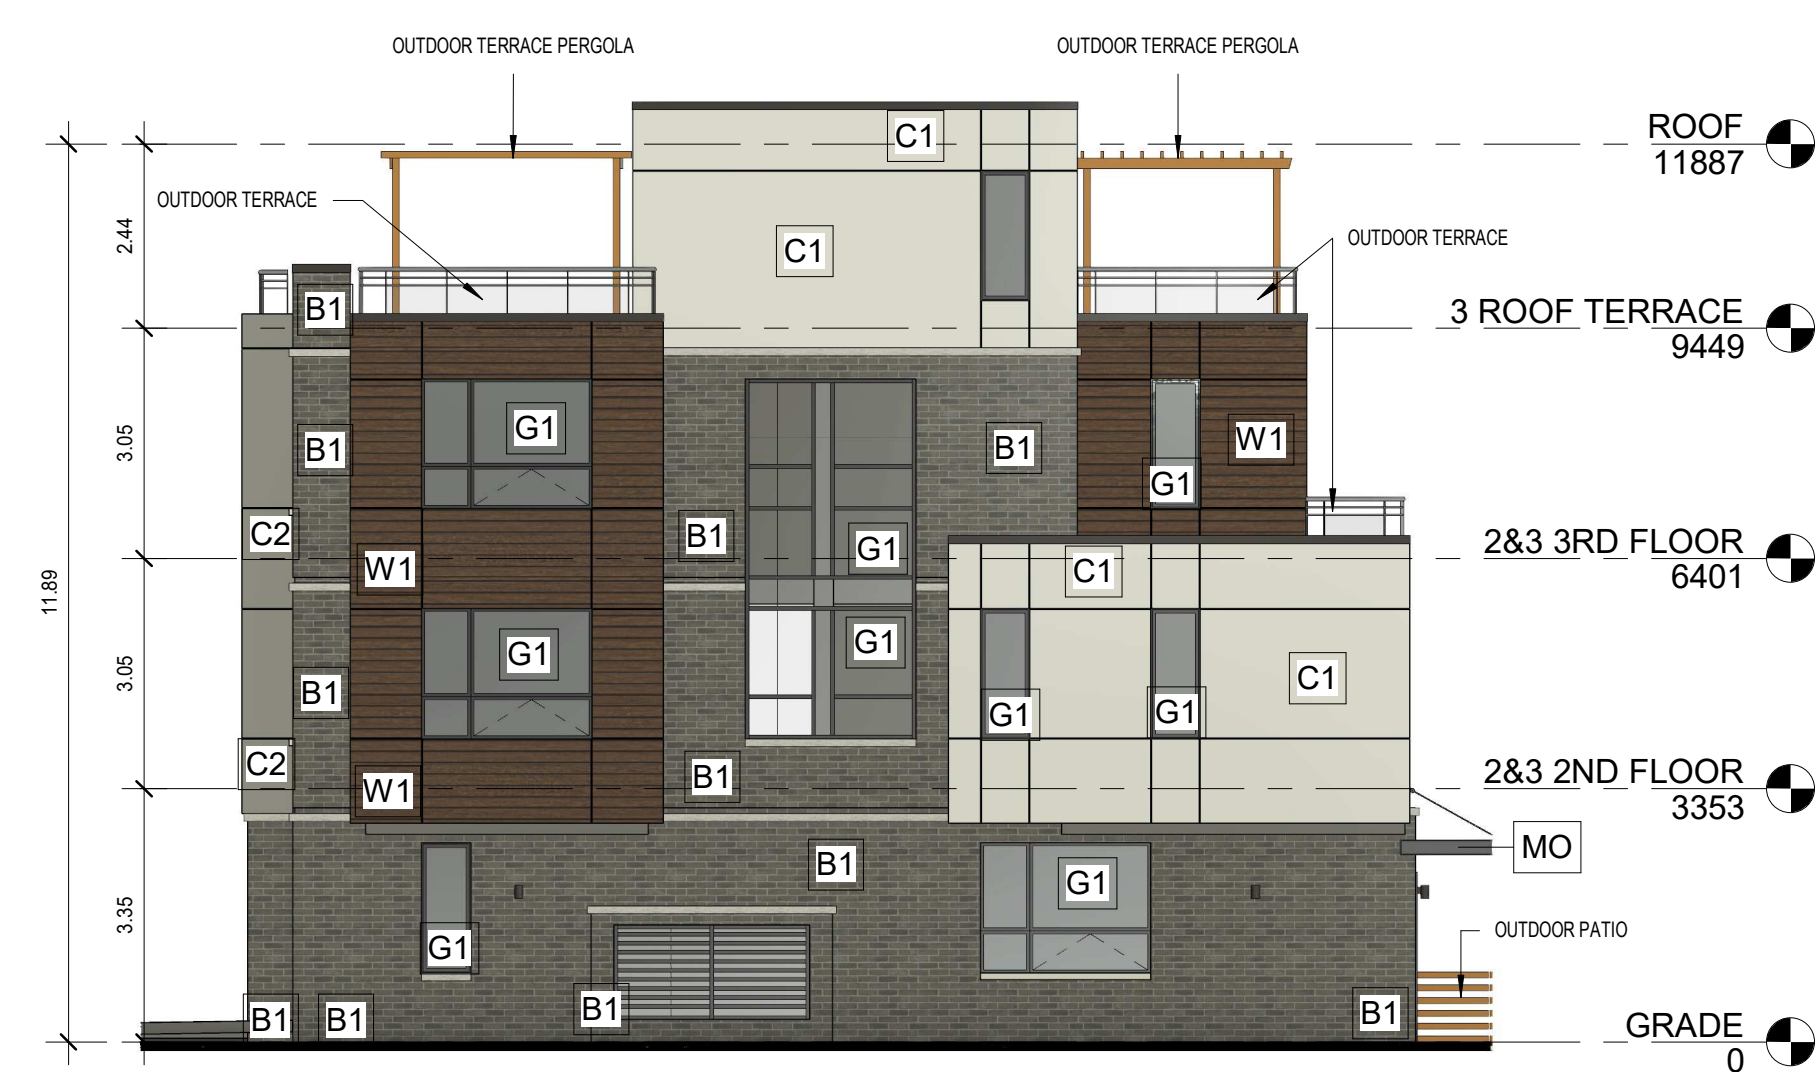 OUTDOOR TERRACE PERGOLA
OUTDOOR TERRACE PERGOLA
ROOF
11887
C1
2.44
OUTDOOR TERRACE
C1
OUTDOOR TERRACE
B1
3 ROOF TERRACE
9449
3.05
B1
G1
B1
W1
G1
C2
B1
G1
2&3 3RD FLOOR
6401
W1
C1
11.89
G1
G1
3.05
B1
C1
G1
G1
C2
B1
W1
2&3 2ND FLOOR
3353
B1
MO
G1
3.35
G1
OUTDOOR PATIO
B1
B1
B1
B1
GRADE
0